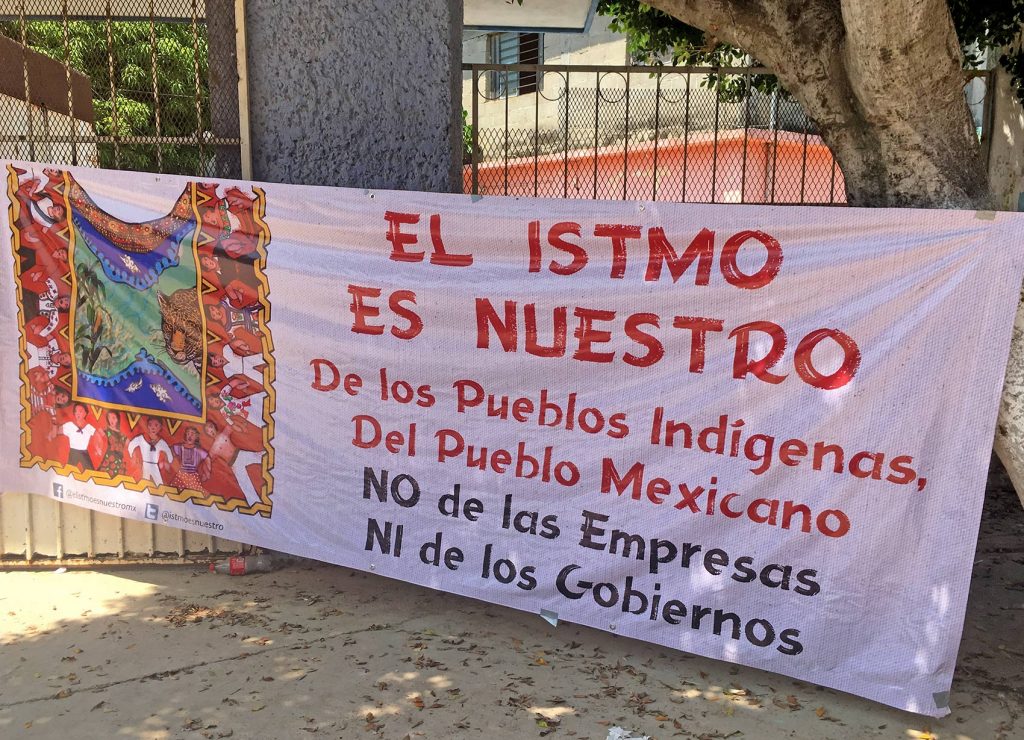 EL ISTMO
ES NUESTRO
De los Pueblos Indígenas,
Del Pueblo Mexicano
NO de las Empresas
NI de los Gobiernos
@elistmoesnuestromx
@istmoesnuestro